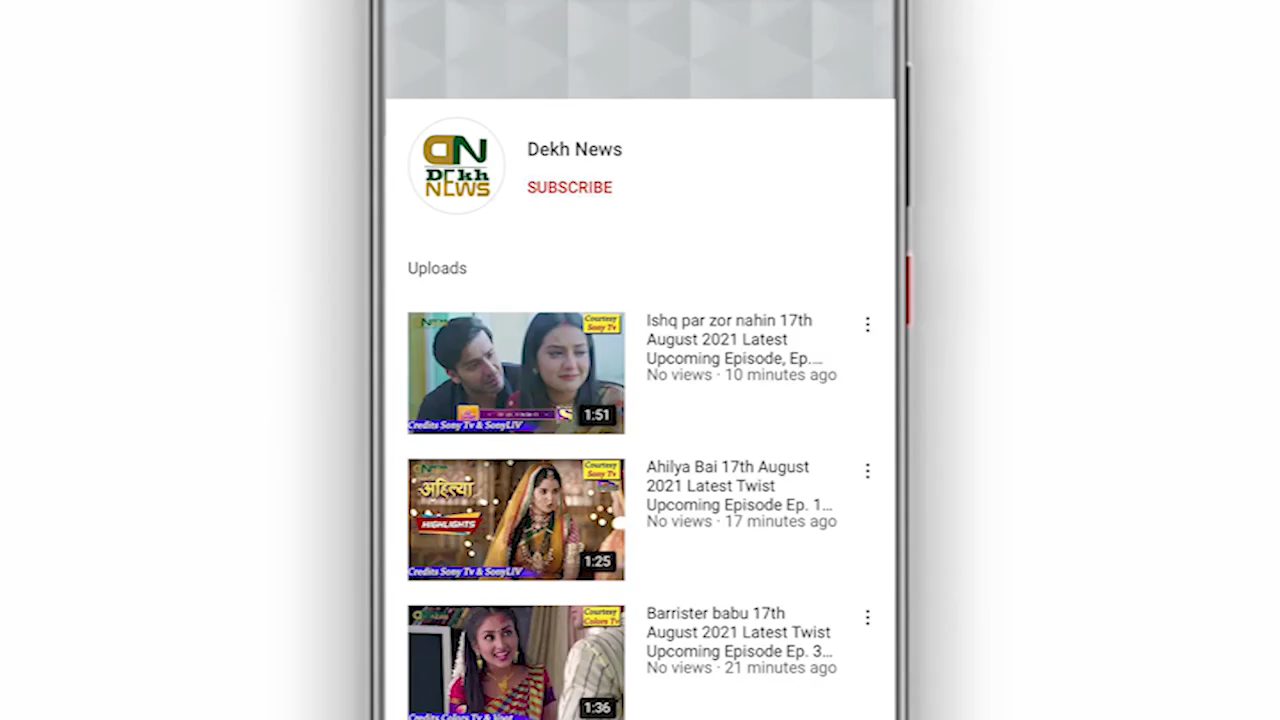 DN
Dekh
NEWS
Dekh News
SUBSCRIBE
Uploads
Courtesy
Sony Tv
1:51
Credits Sony Tv & SonyLIV
Ishq par zor nahin 17th
August 2021 Latest
Upcoming Episode, Ep....
No views · 10 minutes ago
Courtesy
Sony Tv
अहिल्या
HIGHLIGHTS
1:25
Credits Sony Tv & SonyLIV
Ahilya Bai 17th August
2021 Latest Twist
Upcoming Episode Ep. 1...
No views · 17 minutes ago
Courtesy
Colors Tv
1:36
Credits Colors Tv & Voot
Barrister babu 17th
August 2021 Latest Twist
Upcoming Episode Ep. 3...
No views · 21 minutes ago